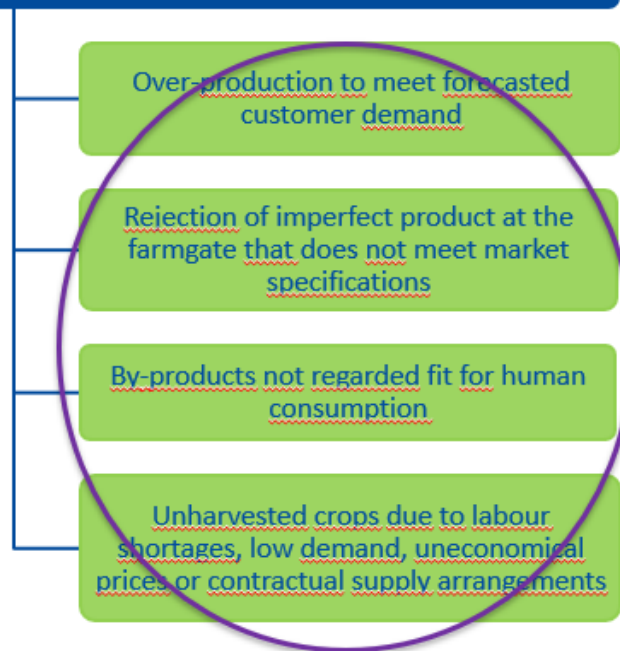 Over-production to meet forecasted
customer demand
Rejection of imperfect product at the
farmgate that does not meet market
specifications
By-products not regarded fit for human
consumption
Unharvested crops due to labour
shortages, low demand, uneconomical
prices or contractual supply arrangements